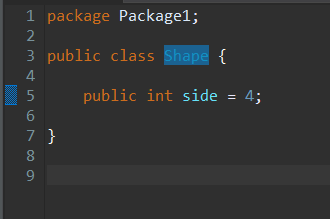 1 package Package1;
2
3 public class Shape {
4
5     public int side = 4;
6
7 }
8
9